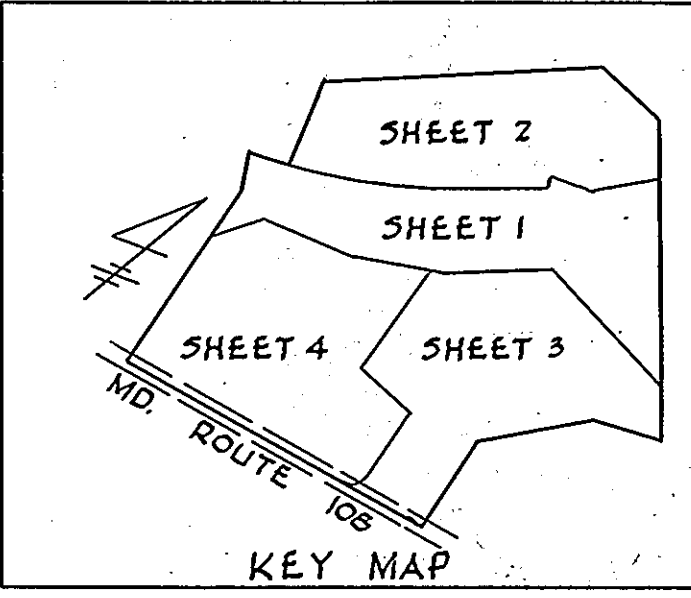 SHEET 2
SHEET 1
SHEET 4
SHEET 3
MD. ROUTE 108
KEY MAP